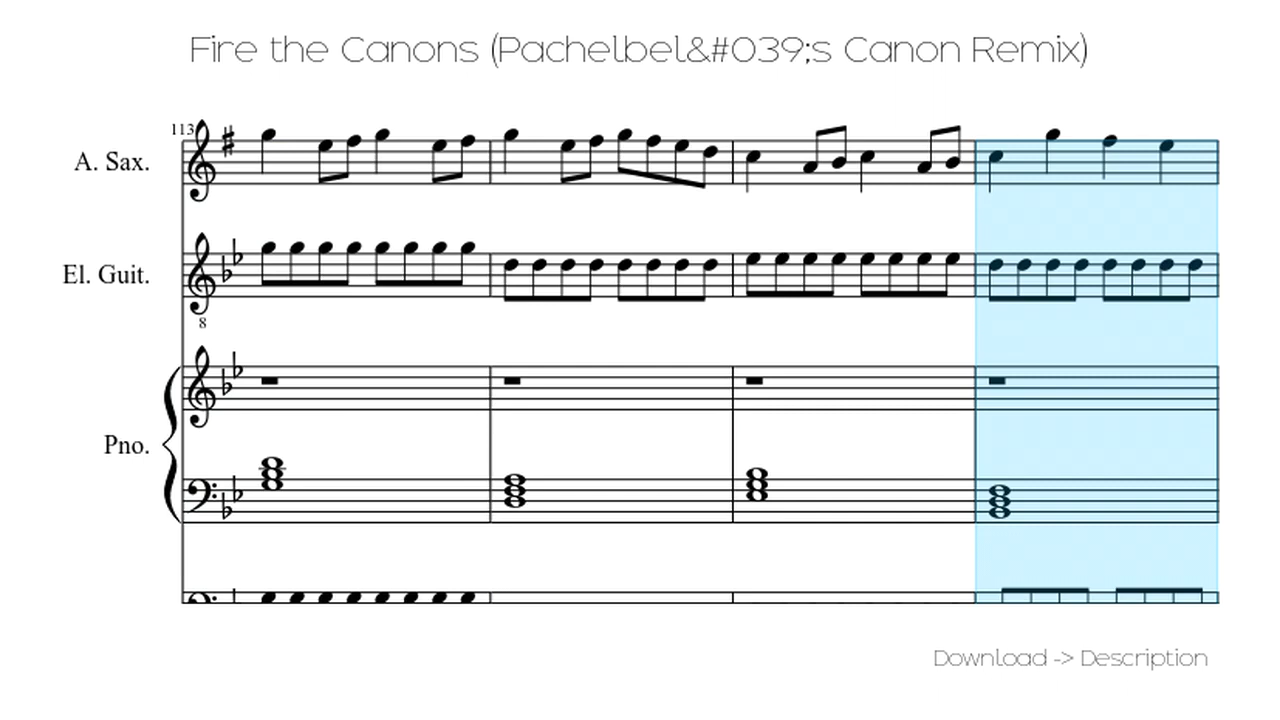 Fire the Canons (Pachelbel&#039;s Canon Remix)
113
A. Sax.
El. Guit.
8
Pno.
Download -> Description